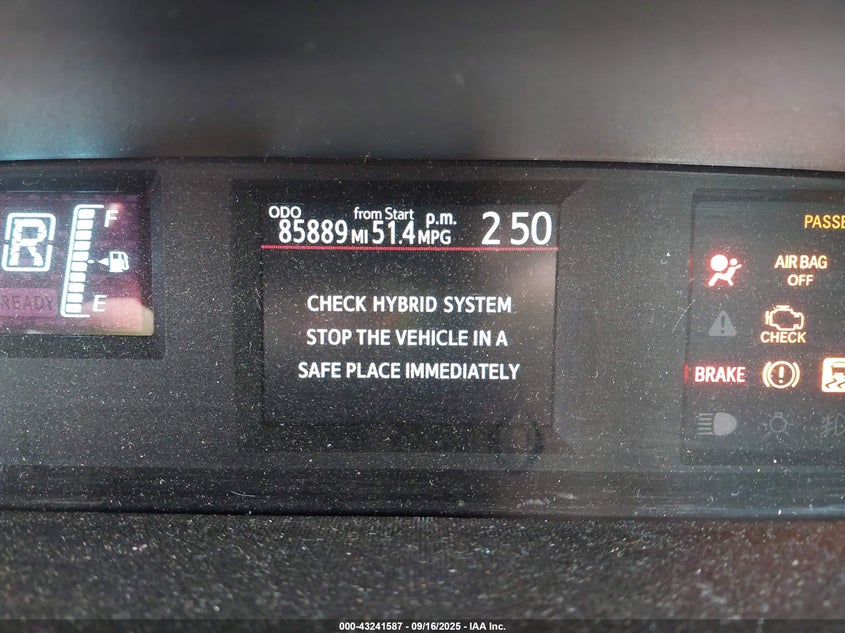 ODO from Start p.m.
85889 MI 51.4 MPG 2 50
R
F
E
READY
CHECK HYBRID SYSTEM
STOP THE VEHICLE IN A
SAFE PLACE IMMEDIATELY
PASSE
AIR BAG
OFF
CHECK
BRAKE
000-43241587 - 09/16/2025 - IAA Inc.